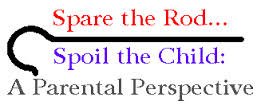 Spare the Rod...
Spoil the Child:
A Parental Perspective